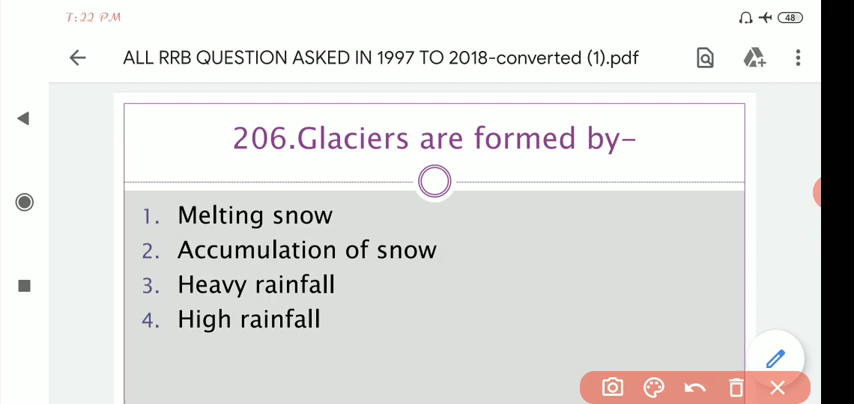 7:22 PM
48
ALL RRB QUESTION ASKED IN 1997 TO 2018-converted (1).pdf
206.Glaciers are formed by-
1. Melting snow
2. Accumulation of snow
3. Heavy rainfall
4. High rainfall